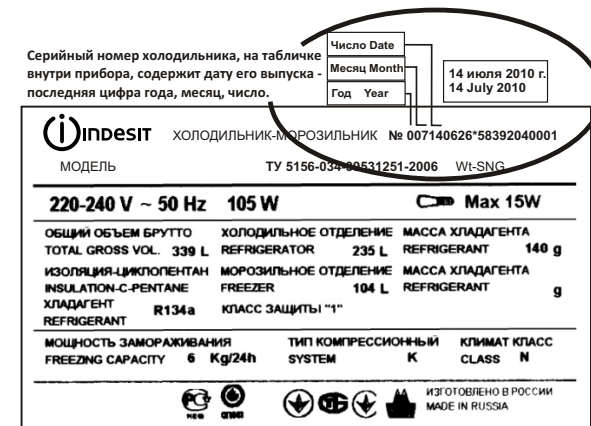 Серийный номер холодильника, на табличке
внутри прибора, содержит дату его выпуска -
последняя цифра года, месяц, число.
Число Date
Месяц Month
Год Year
14 июля 2010 г.
14 July 2010
indesit ХОЛОДИЛЬНИК-МОРОЗИЛЬНИК № 007140626*58392040001
МОДЕЛЬ ТУ 5156-034-39531251-2006 Wt-SNG
220-240 V ~ 50 Hz 105 W Max 15W
ОБЩИЙ ОБЪЕМ БРУТТО ХОЛОДИЛЬНОЕ ОТДЕЛЕНИЕ МАССА ХЛАДАГЕНТА
TOTAL GROSS VOL. 339 L REFRIGERATOR 235 L REFRIGERANT 140 g
ИЗОЛЯЦИЯ-ЦИКЛОПЕНТАН МОРОЗИЛЬНОЕ ОТДЕЛЕНИЕ МАССА ХЛАДАГЕНТА
INSULATION-C-PENTANE FREEZER 104 L REFRIGERANT g
ХЛАДАГЕНТ R134a КЛАСС ЗАЩИТЫ "1"
REFRIGERANT
МОЩНОСТЬ ЗАМОРАЖИВАНИЯ ТИП КОМПРЕССИОННЫЙ КЛИМАТ КЛАСС
FREEZING CAPACITY 6 Kg/24h SYSTEM K CLASS N
ИЗГОТОВЛЕНО В РОССИИ
MADE IN RUSSIA